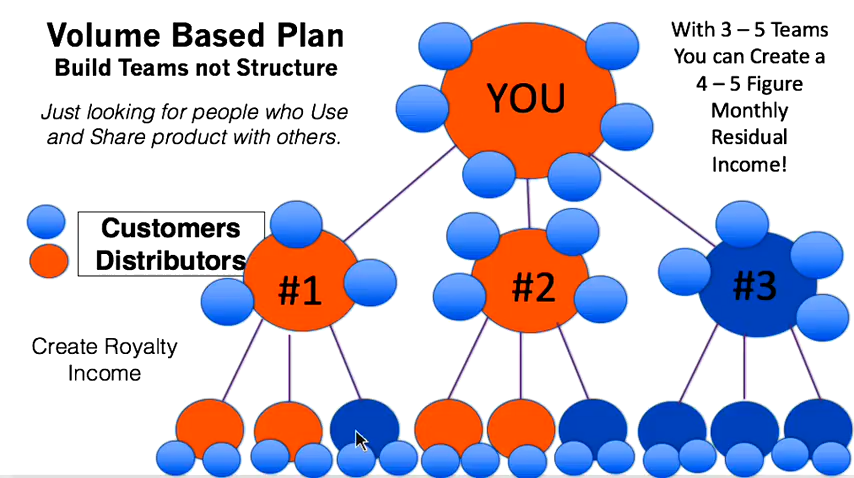 Volume Based Plan
Build Teams not Structure
Just looking for people who Use
and Share product with others.
With 3 – 5 Teams
You can Create a
4 – 5 Figure
Monthly
Residual
Income!
YOU
Customers
Distributors
#1
#2
#3
Create Royalty
Income